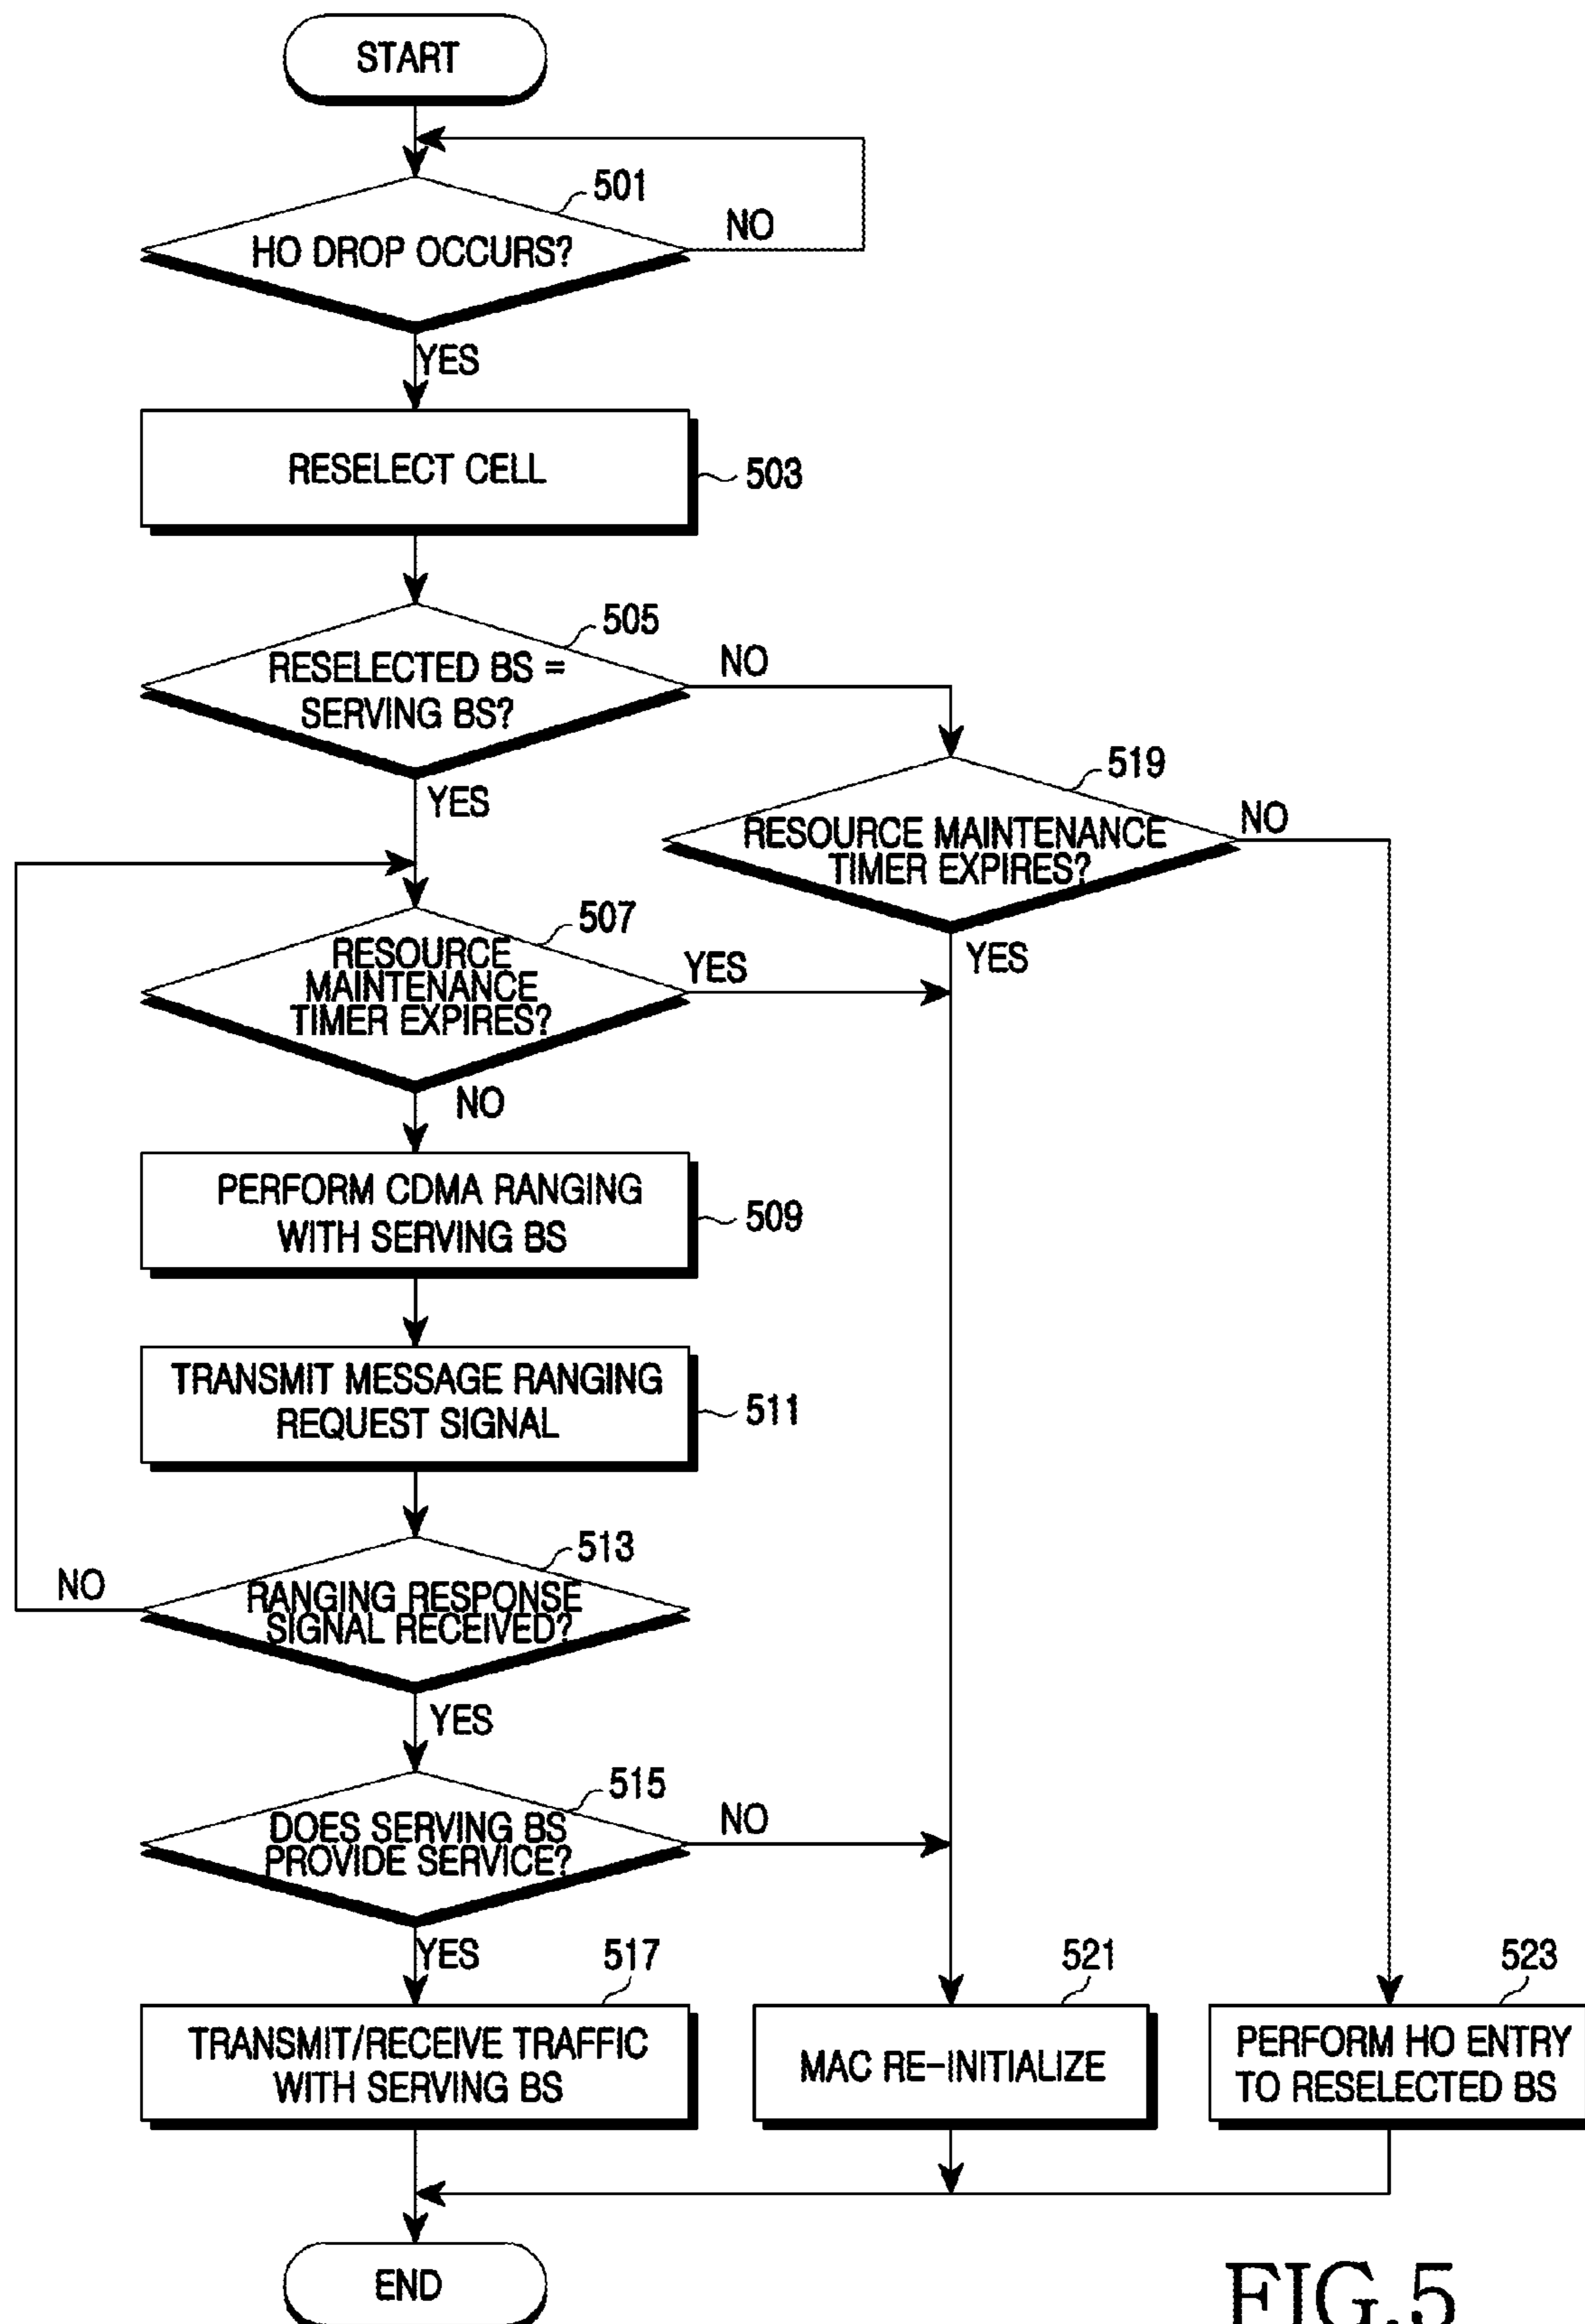 START
501
HO DROP OCCURS?
NO
YES
RESELECT CELL
503
505
RESELECTED BS =
SERVING BS?
NO
YES
519
RESOURCE MAINTENANCE
TIMER EXPIRES?
NO
YES
507
RESOURCE
MAINTENANCE
TIMER EXPIRES?
YES
NO
PERFORM CDMA RANGING
WITH SERVING BS
509
TRANSMIT MESSAGE RANGING
REQUEST SIGNAL
511
513
RANGING RESPONSE
SIGNAL RECEIVED?
NO
YES
515
DOES SERVING BS
PROVIDE SERVICE?
NO
YES
517
TRANSMIT/RECEIVE TRAFFIC
WITH SERVING BS
521
MAC RE-INITIALIZE
523
PERFORM HO ENTRY
TO RESELECTED BS
END
FIG.5